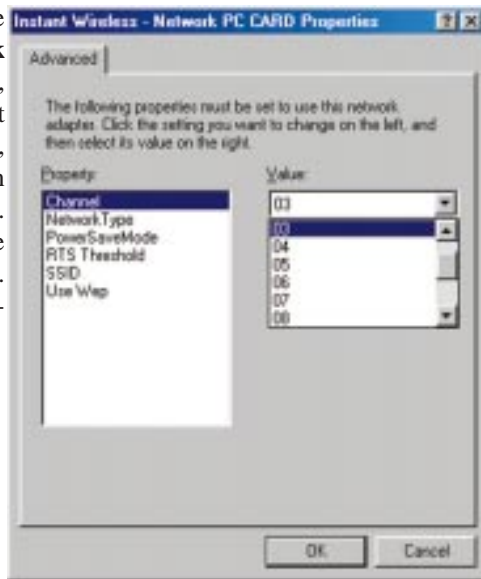 Instant Wireless - Network PC CARD Properties
Advanced
The following properties must be set to use this network
adapter. Click the setting you want to change on the left, and
then select its value on the right.
Property:
Channel
NetworkType
PowerSaveMode
RTS Threshold
SSID
Use Wep
Value:
03
03
04
05
06
07
08
OK
Cancel